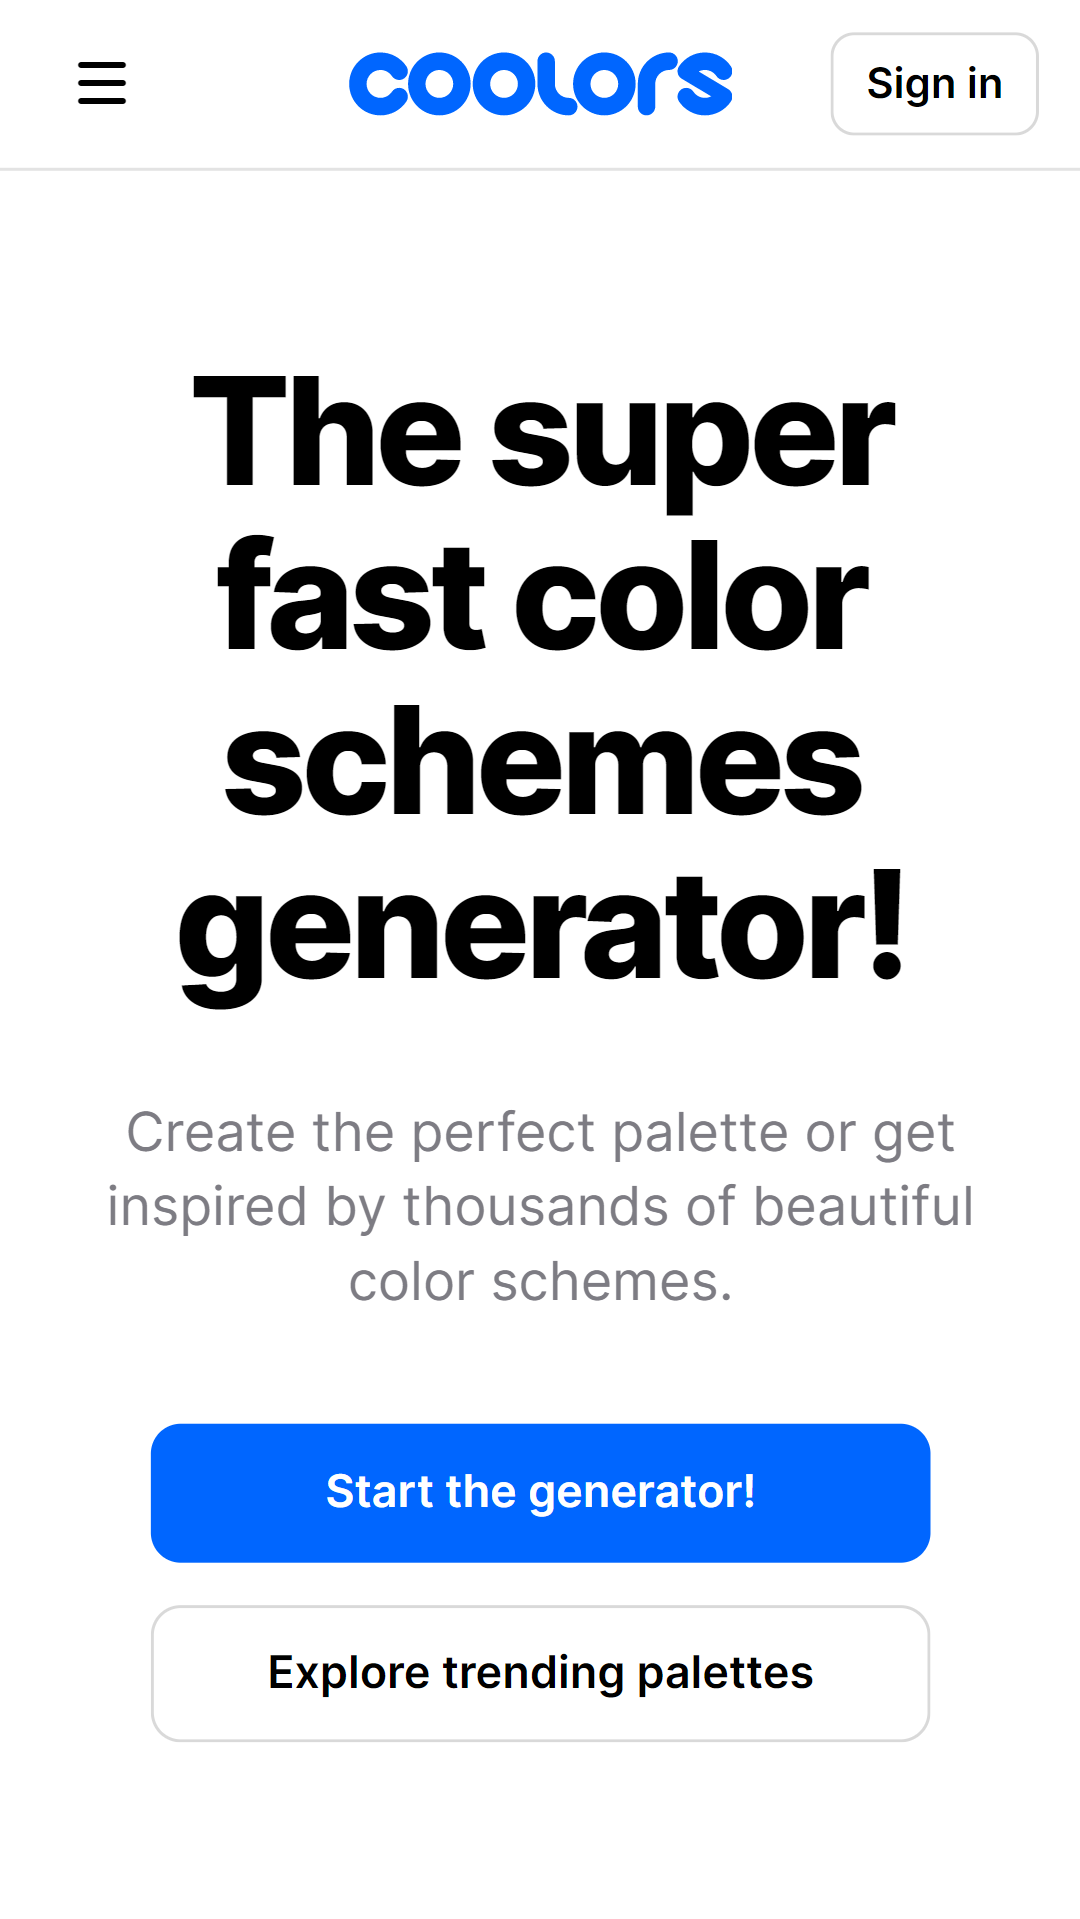 coolors
Sign in
The super
fast color
schemes
generator!
Create the perfect palette or get
inspired by thousands of beautiful
color schemes.
Start the generator!
Explore trending palettes